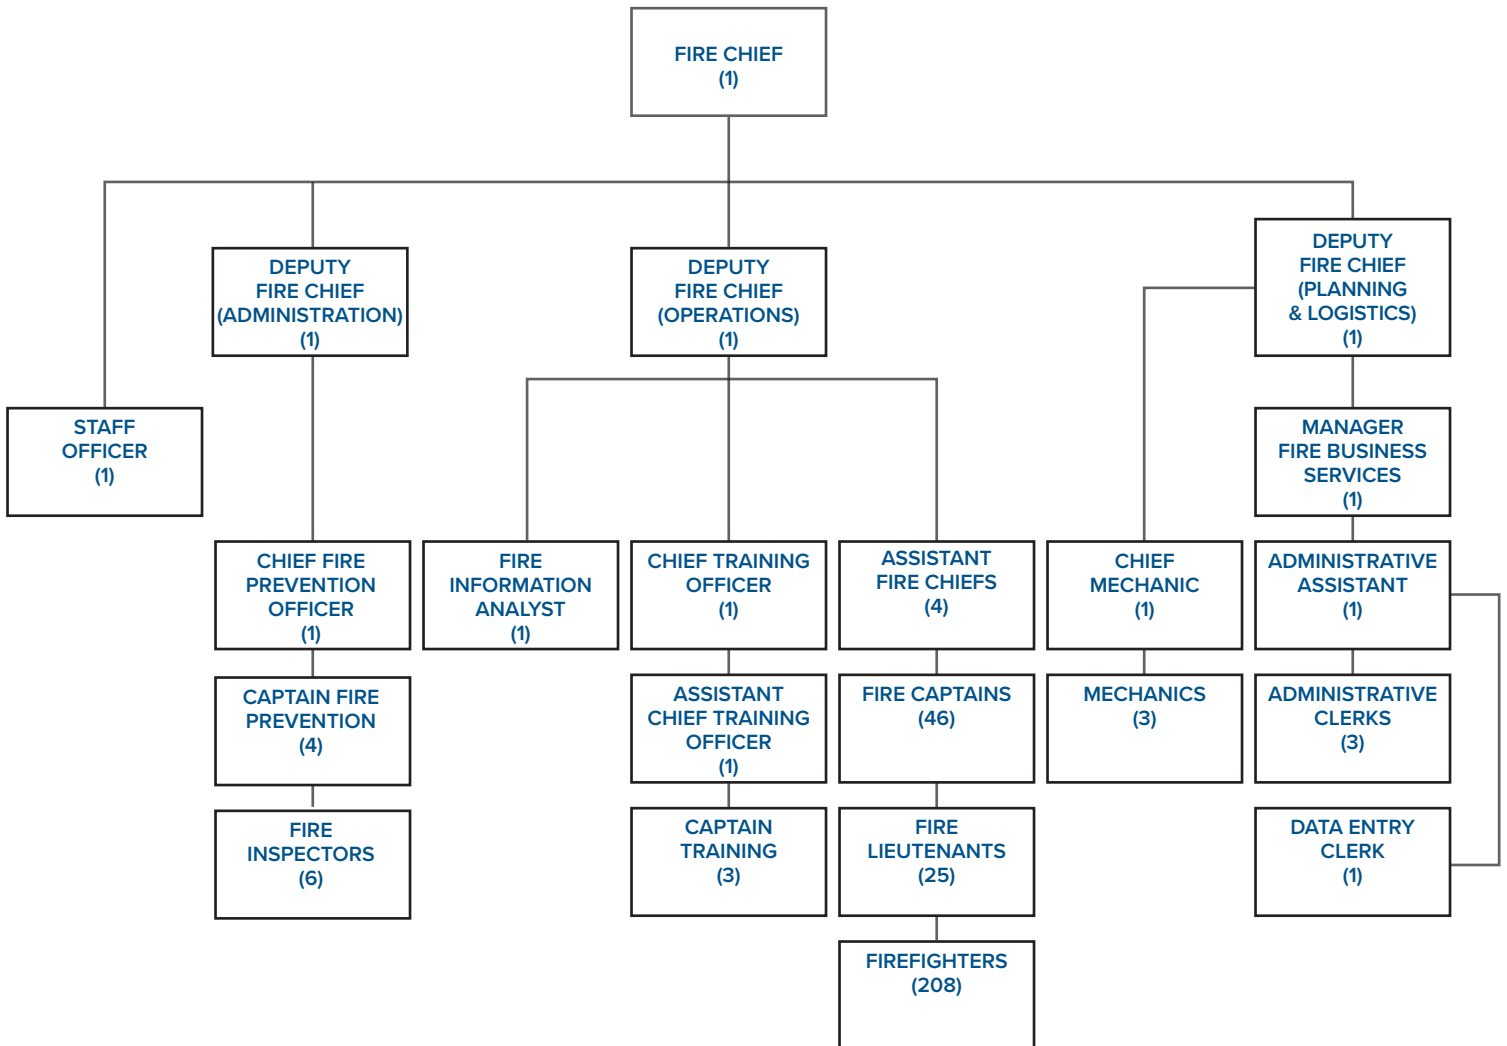 FIRE CHIEF
(1)
DEPUTY
FIRE CHIEF
(ADMINISTRATION)
(1)
DEPUTY
FIRE CHIEF
(OPERATIONS)
(1)
DEPUTY
FIRE CHIEF
(PLANNING
& LOGISTICS)
(1)
STAFF
OFFICER
(1)
MANAGER
FIRE BUSINESS
SERVICES
(1)
CHIEF FIRE
PREVENTION
OFFICER
(1)
FIRE
INFORMATION
ANALYST
(1)
CHIEF TRAINING
OFFICER
(1)
ASSISTANT
FIRE CHIEFS
(4)
CHIEF
MECHANIC
(1)
ADMINISTRATIVE
ASSISTANT
(1)
CAPTAIN FIRE
PREVENTION
(4)
ASSISTANT
CHIEF TRAINING
OFFICER
(1)
FIRE CAPTAINS
(46)
MECHANICS
(3)
ADMINISTRATIVE
CLERKS
(3)
FIRE
INSPECTORS
(6)
CAPTAIN
TRAINING
(3)
FIRE
LIEUTENANTS
(25)
DATA ENTRY
CLERK
(1)
FIREFIGHTERS
(208)